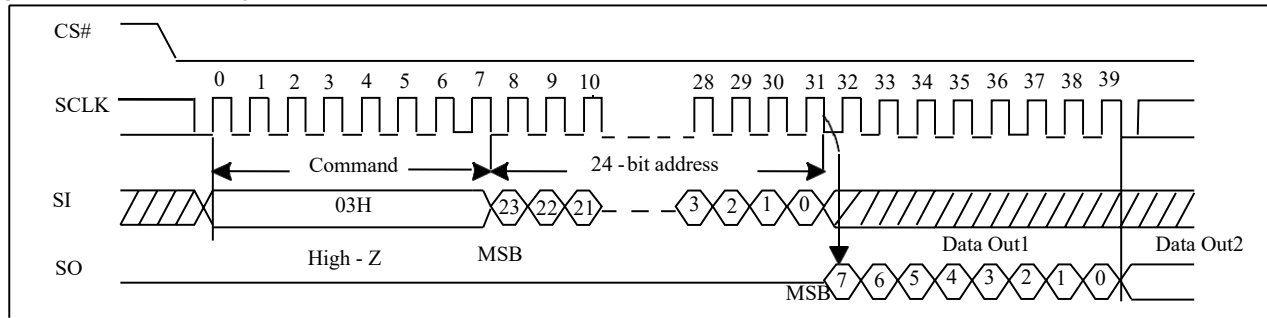 CS#
0 1 2 3 4 5 6 7 8 9 10 28 29 30 31 32 33 34 35 36 37 38 39
SCLK
Command 24 - bit address
SI 03H 23 22 21 3 2 1 0
High - Z MSB Data Out1 Data Out2
SO MSB 7 6 5 4 3 2 1 0